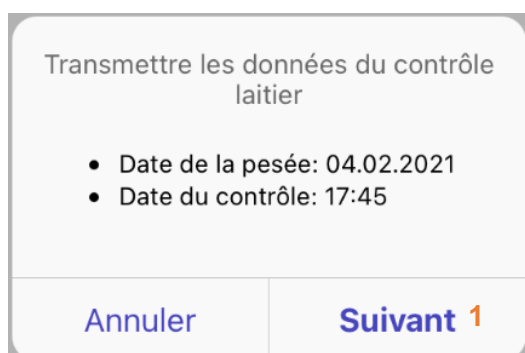 Transmettre les données du contrôle
laitier
• Date de la pesée: 04.02.2021
• Date du contrôle: 17:45
Annuler
Suivant 1